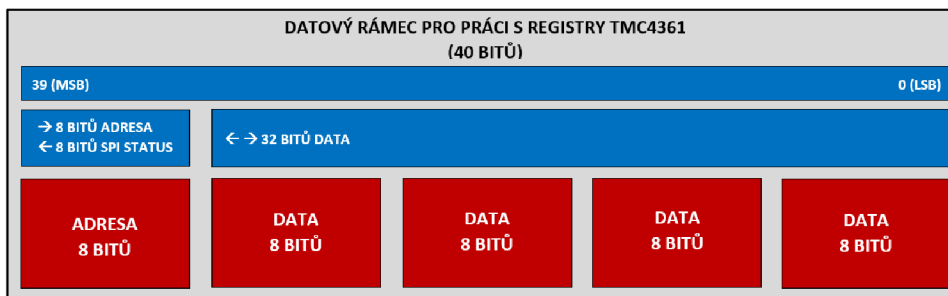 DATOVÝ RÁMEC PRO PRÁCI S REGISTRY TMC4361
(40 BITŮ)
39 (MSB) 0 (LSB)
→ 8 BITŮ ADRESA
← 8 BITŮ SPI STATUS
← → 32 BITŮ DATA
ADRESA
8 BITŮ
DATA
8 BITŮ
DATA
8 BITŮ
DATA
8 BITŮ
DATA
8 BITŮ